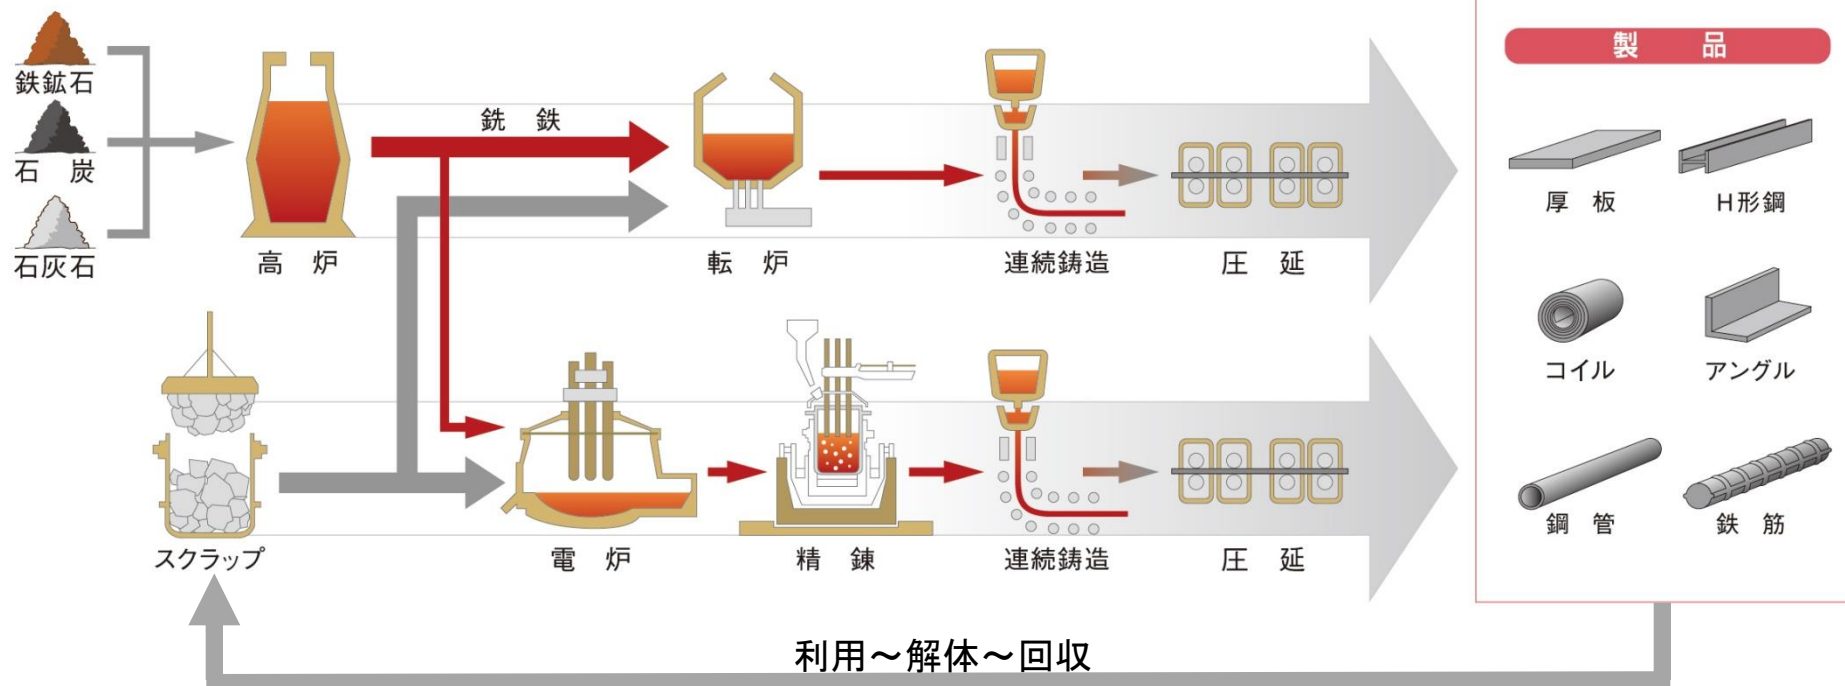 鉄鉱石
石 炭
石灰石
高 炉
銑 鉄
転 炉
連続鋳造
圧 延
スクラップ
電 炉
精 錬
連続鋳造
圧 延
製 品
厚 板
H形鋼
コイル
アングル
鋼 管
鉄 筋
利用～解体～回収